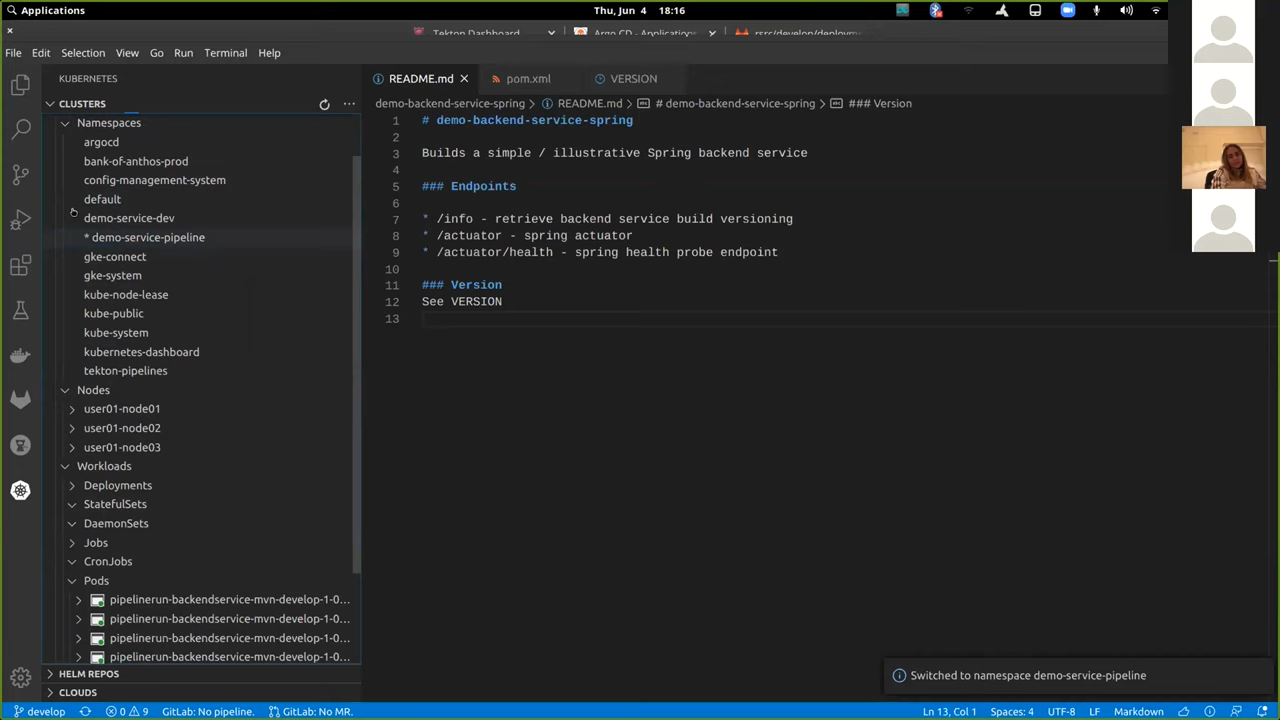 Applications
Thu, Jun 4 18:16
Tekton Dashboard
Argo CD - Applications
rsrc/develop/deploym
File Edit Selection View Go Run Terminal Help
KUBERNETES
README.md
pom.xml
VERSION
CLUSTERS
demo-backend-service-spring
README.md
# demo-backend-service-spring
### Version
Namespaces
argocd
bank-of-anthos-prod
config-management-system
default
demo-service-dev
* demo-service-pipeline
gke-connect
gke-system
kube-node-lease
kube-public
kube-system
kubernetes-dashboard
tekton-pipelines
Nodes
user01-node01
user01-node02
user01-node03
Workloads
Deployments
StatefulSets
DaemonSets
Jobs
CronJobs
Pods
pipelinerun-backendservice-mvn-develop-1-0...
pipelinerun-backendservice-mvn-develop-1-0...
pipelinerun-backendservice-mvn-develop-1-0...
pipelinerun-backendservice-mvn-develop-1-0...
HELM REPOS
CLOUDS
1 # demo-backend-service-spring
2
3 Builds a simple / illustrative Spring backend service
4
5 ### Endpoints
6
7 * /info - retrieve backend service build versioning
8 * /actuator - spring actuator
9 * /actuator/health - spring health probe endpoint
10
11 ### Version
12 See VERSION
13
Switched to namespace demo-service-pipeline
develop
0
9
GitLab: No pipeline.
GitLab: No MR.
Ln 13, Col 1
Spaces: 4
UTF-8
LF
Markdown